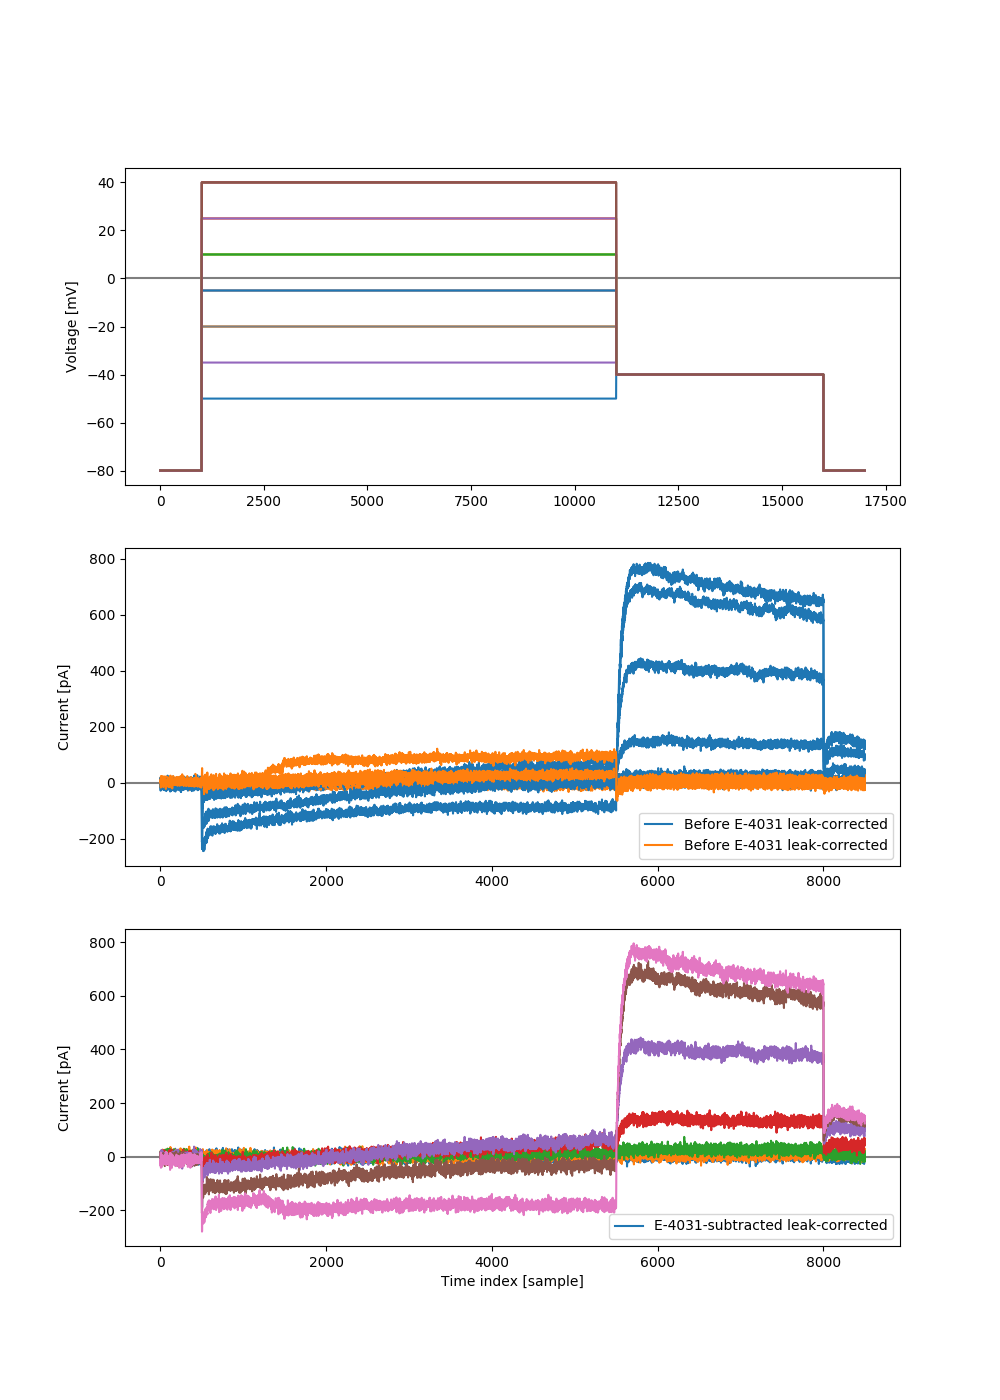 40
20
0
−20
−40
−60
−80
Voltage [mV]
0 2500 5000 7500 10000 12500 15000 17500
800
600
400
200
0
−200
Current [pA]
Before E-4031 leak-corrected
Before E-4031 leak-corrected
0 2000 4000 6000 8000
800
600
400
200
0
−200
Current [pA]
E-4031-subtracted leak-corrected
0 2000 4000 6000 8000
Time index [sample]